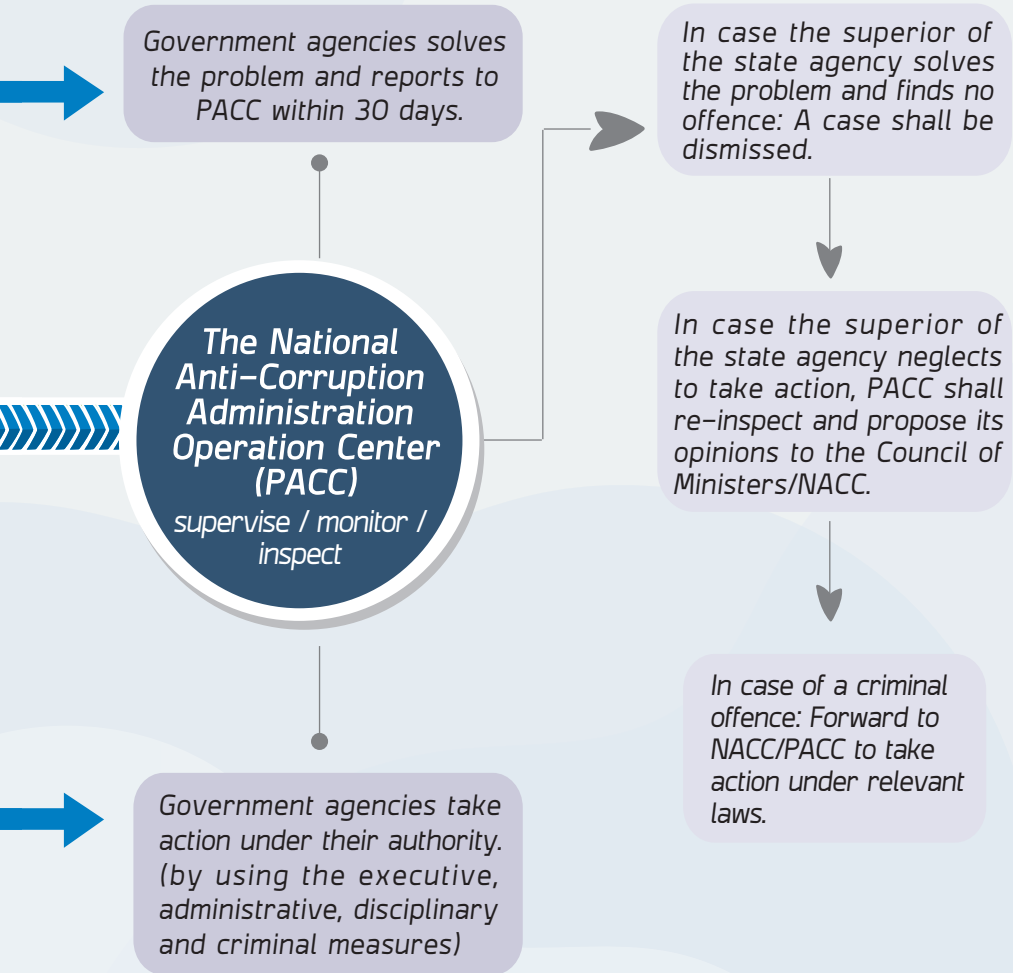 Government agencies solves
the problem and reports to
PACC within 30 days.
The National
Anti-Corruption
Administration
Operation Center
(PACC)
supervise / monitor /
inspect
Government agencies take
action under their authority.
(by using the executive,
administrative, disciplinary
and criminal measures)
In case the superior of
the state agency solves
the problem and finds no
offence: A case shall be
dismissed.
In case the superior of
the state agency neglects
to take action, PACC shall
re-inspect and propose its
opinions to the Council of
Ministers/NACC.
In case of a criminal
offence: Forward to
NACC/PACC to take
action under relevant
laws.